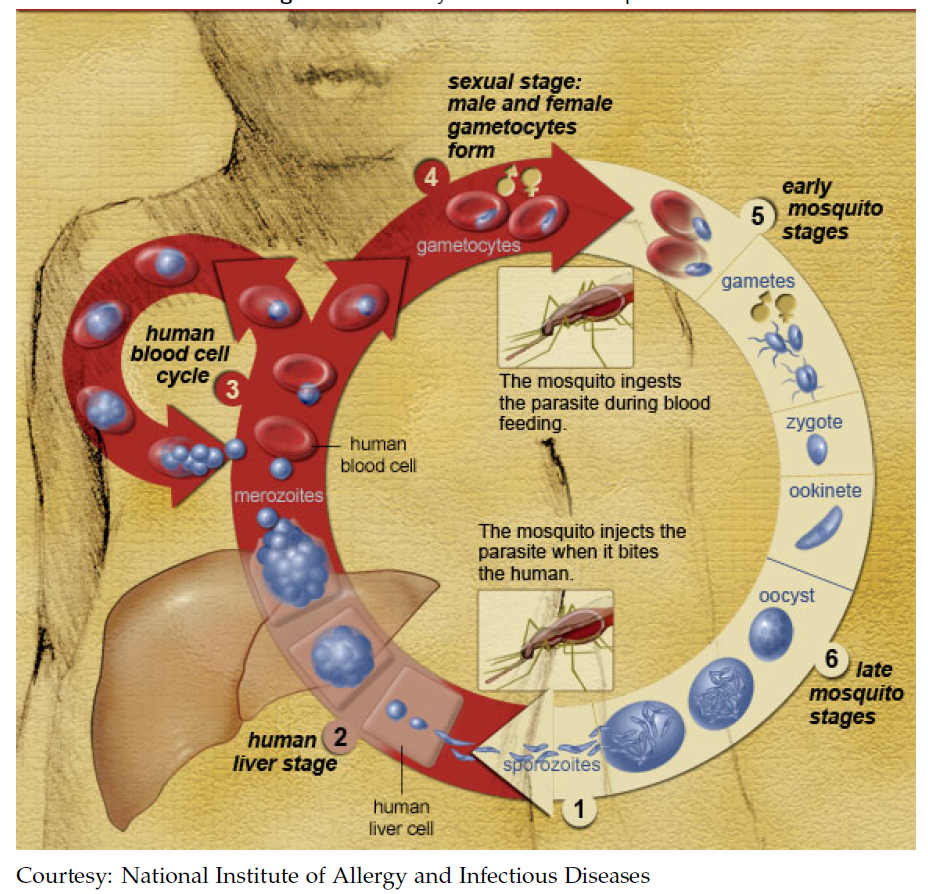 sexual stage:
male and female
gametocytes
form
4
gametocytes
5
early
mosquito
stages
gametes
human
blood cell
cycle
3
The mosquito ingests
the parasite during blood
feeding.
human
blood cell
zygote
merozoites
ookinete
The mosquito injects the
parasite when it bites
the human.
oocyst
6
late
mosquito
stages
human
liver stage
2
sporozoites
1
human
liver cell
Courtesy: National Institute of Allergy and Infectious Diseases